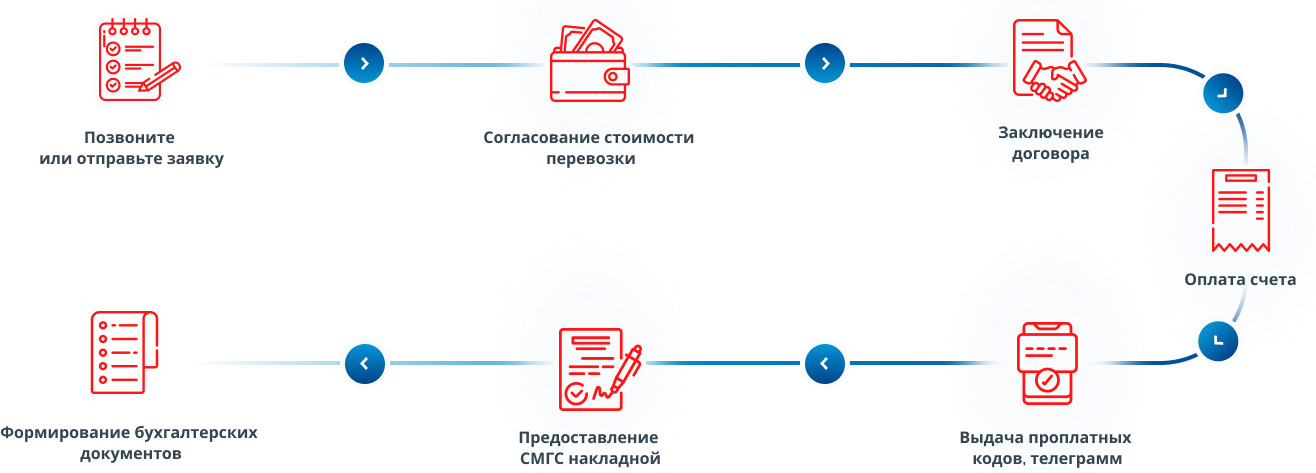 Позвоните
или отправьте заявку
Согласование стоимости
перевозки
Заключение
договора
Оплата счета
Выдача проплатных
кодов, телеграмм
Предоставление
СМГС накладной
Формирование бухгалтерских
документов